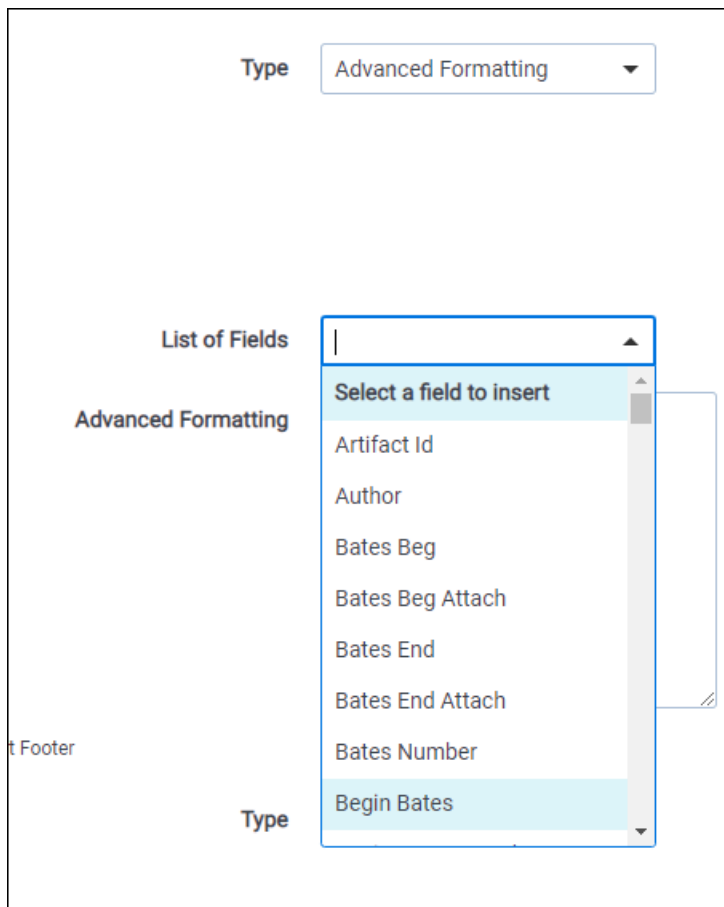 Type
Advanced Formatting
List of Fields
Select a field to insert
Advanced Formatting
Artifact Id
Author
Bates Beg
Bates Beg Attach
Bates End
Bates End Attach
Bates Number
t Footer
Begin Bates
Type